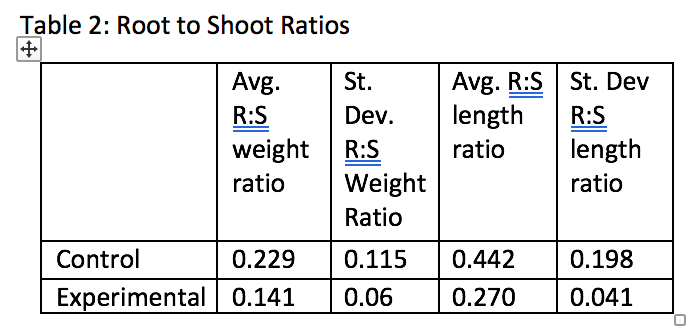 Table 2: Root to Shoot Ratios
Avg. R:S weight ratio
St. Dev. R:S Weight Ratio
Avg. R:S length ratio
St. Dev R:S length ratio
Control 0.229 0.115 0.442 0.198
Experimental 0.141 0.06 0.270 0.041